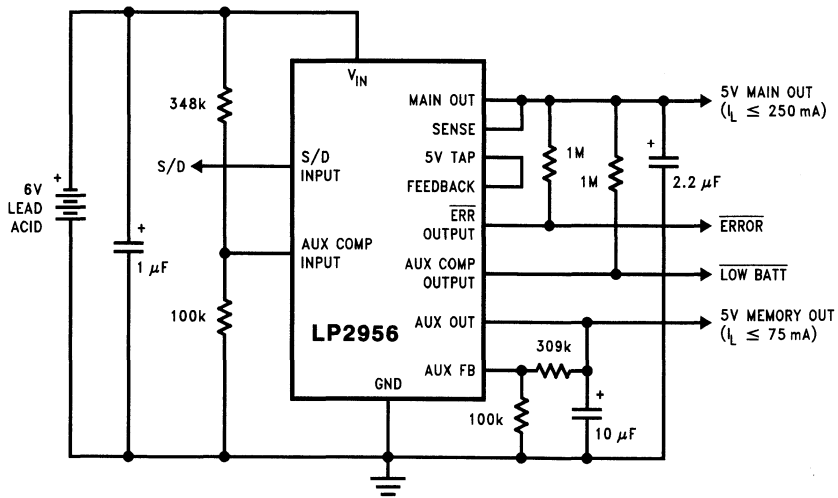 V_IN
348k
MAIN OUT
5V MAIN OUT
(I_L ≤ 250 mA)
SENSE
S/D
S/D
INPUT
5V TAP
1M
1M
+
2.2 μF
+
6V
LEAD
ACID
FEEDBACK
ERR
OUTPUT
ERROR
+
1 μF
AUX COMP
INPUT
AUX COMP
OUTPUT
LOW BATT
100k
LP2956
AUX OUT
5V MEMORY OUT
(I_L ≤ 75 mA)
309k
AUX FB
GND
100k
+
10 μF